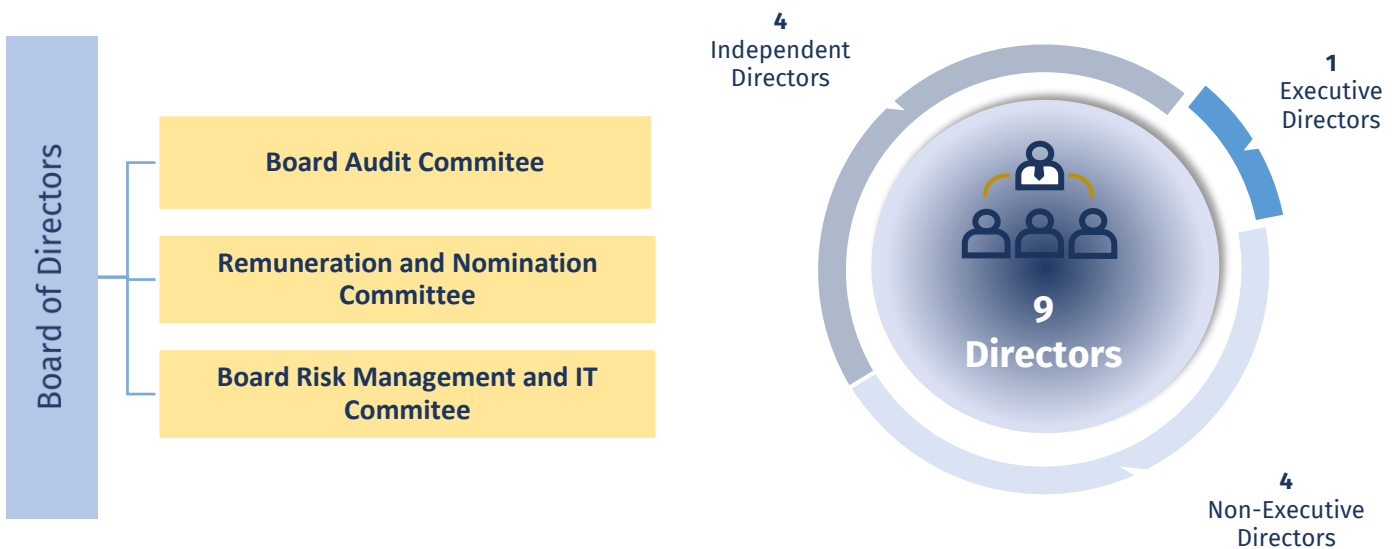 Board of Directors
Board Audit Commitee
Remuneration and Nomination
Committee
Board Risk Management and IT
Commitee
4
Independent
Directors
1
Executive
Directors
9
Directors
4
Non-Executive
Directors